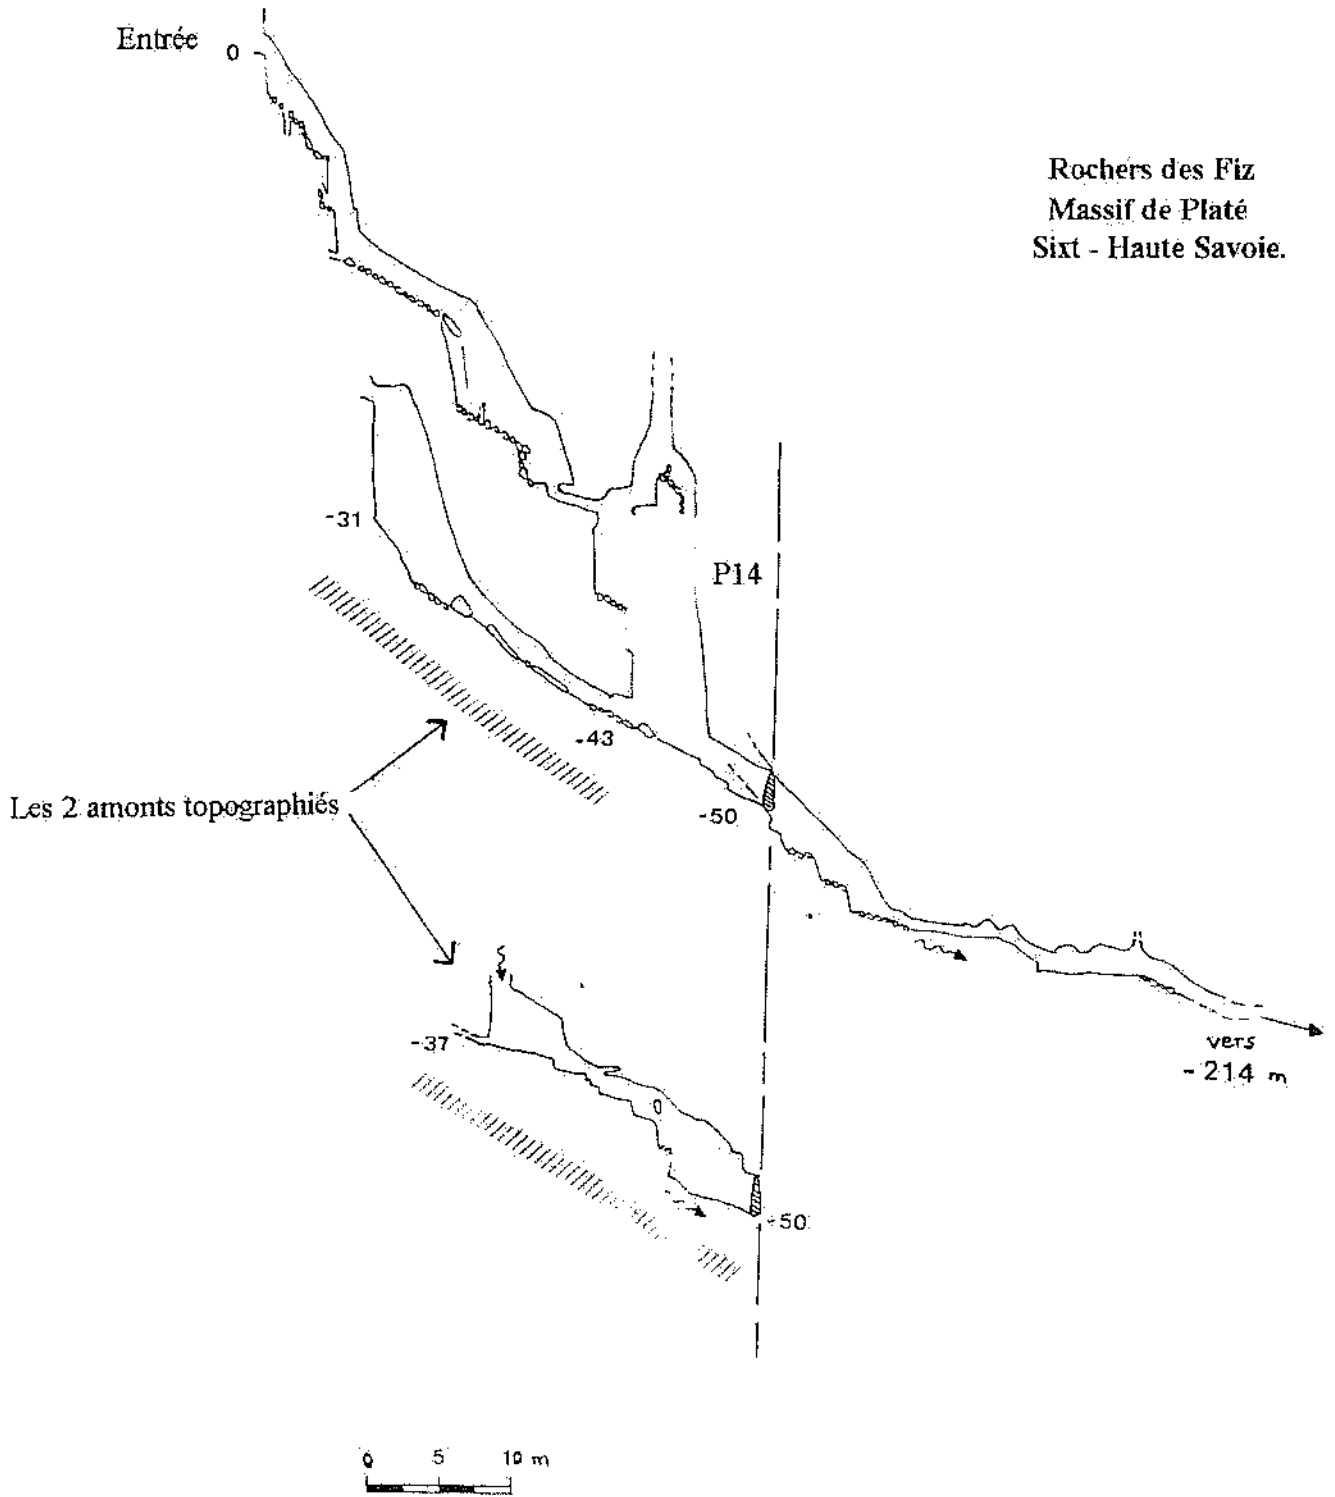 Entrée
0
Rochers des Fiz
Massif de Platé
Sixt - Haute Savoie.
-31
P14
-43
Les 2 amonts topographiés
-50
-37
vers
-214 m
-50
0 5 10 m